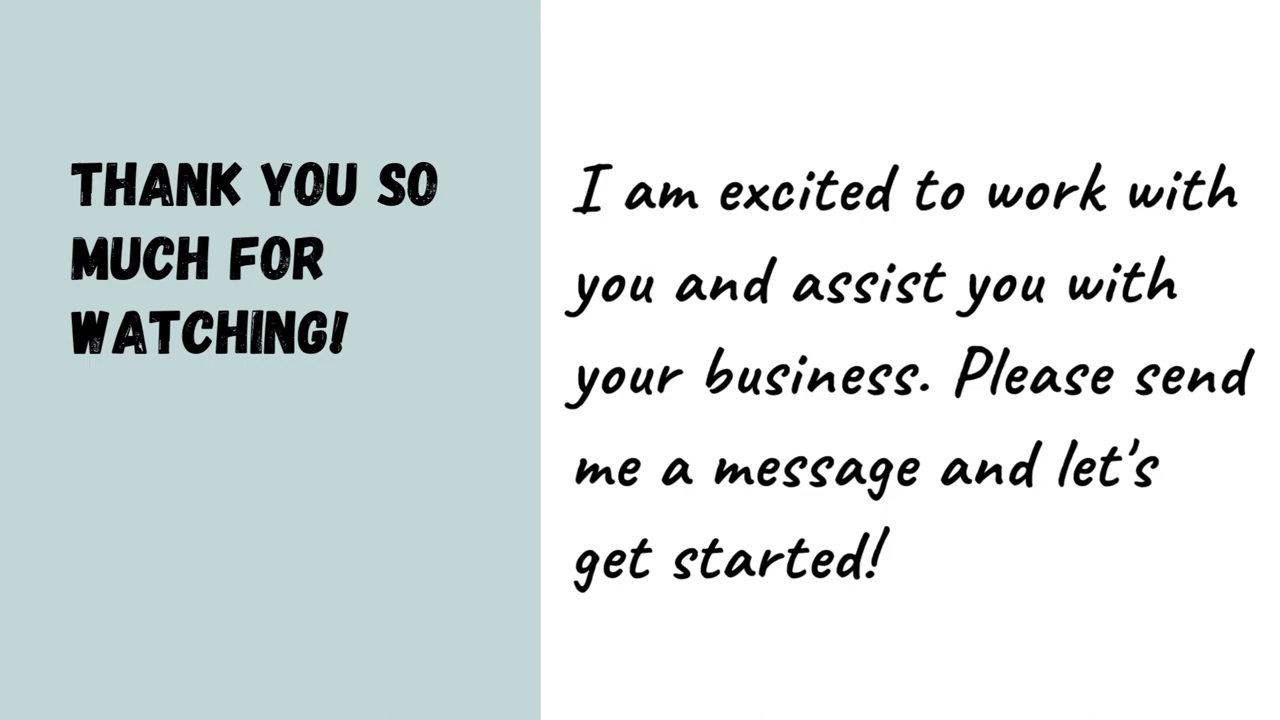 THANK YOU SO
MUCH FOR
WATCHING!
I am excited to work with
you and assist you with
your business. Please send
me a message and let's
get started!